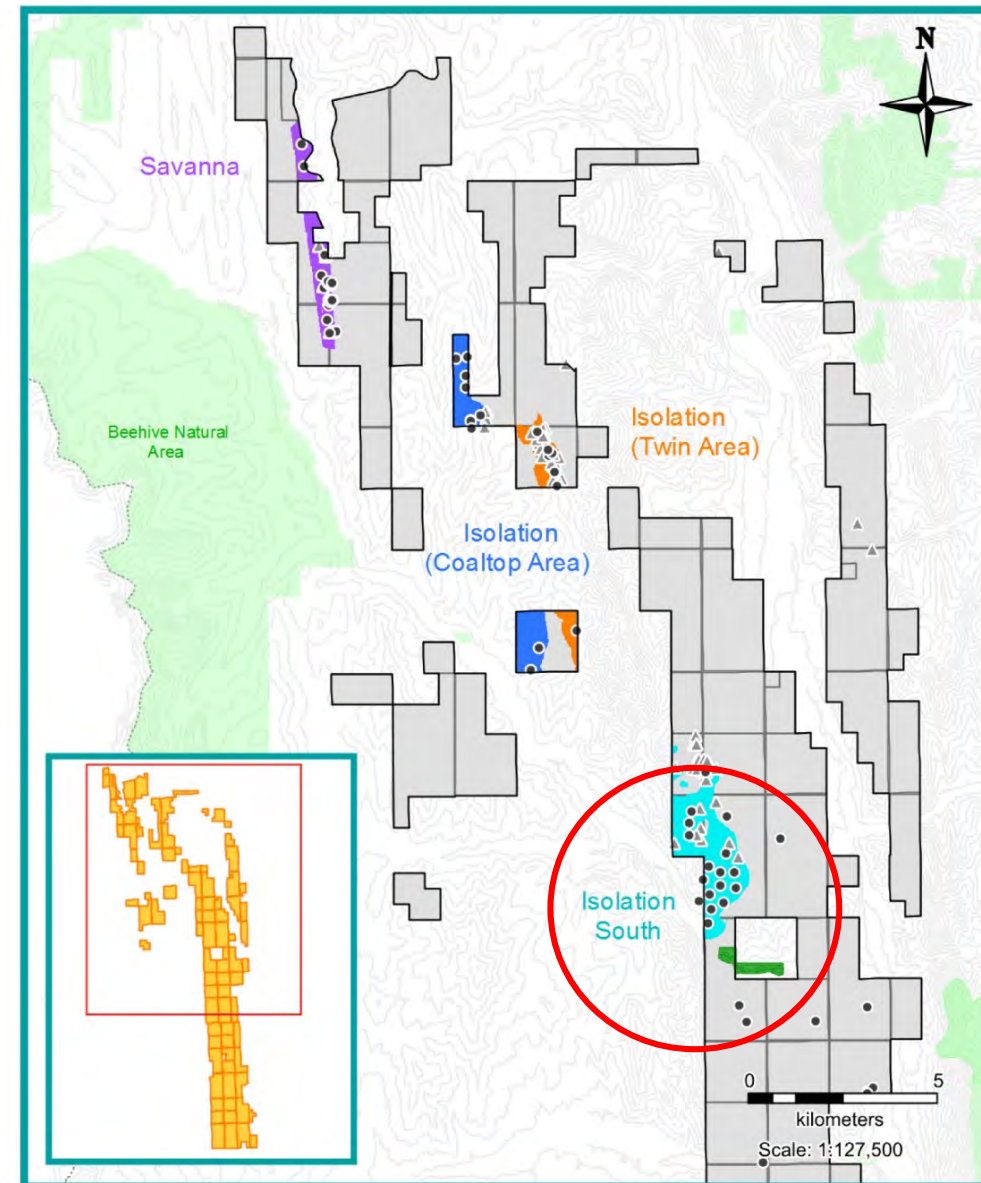 N
Savanna
Beehive Natural
Area
Isolation
(Twin Area)
Isolation
(Coaltop Area)
Isolation
South
0
5
kilometers
Scale: 1:127,500